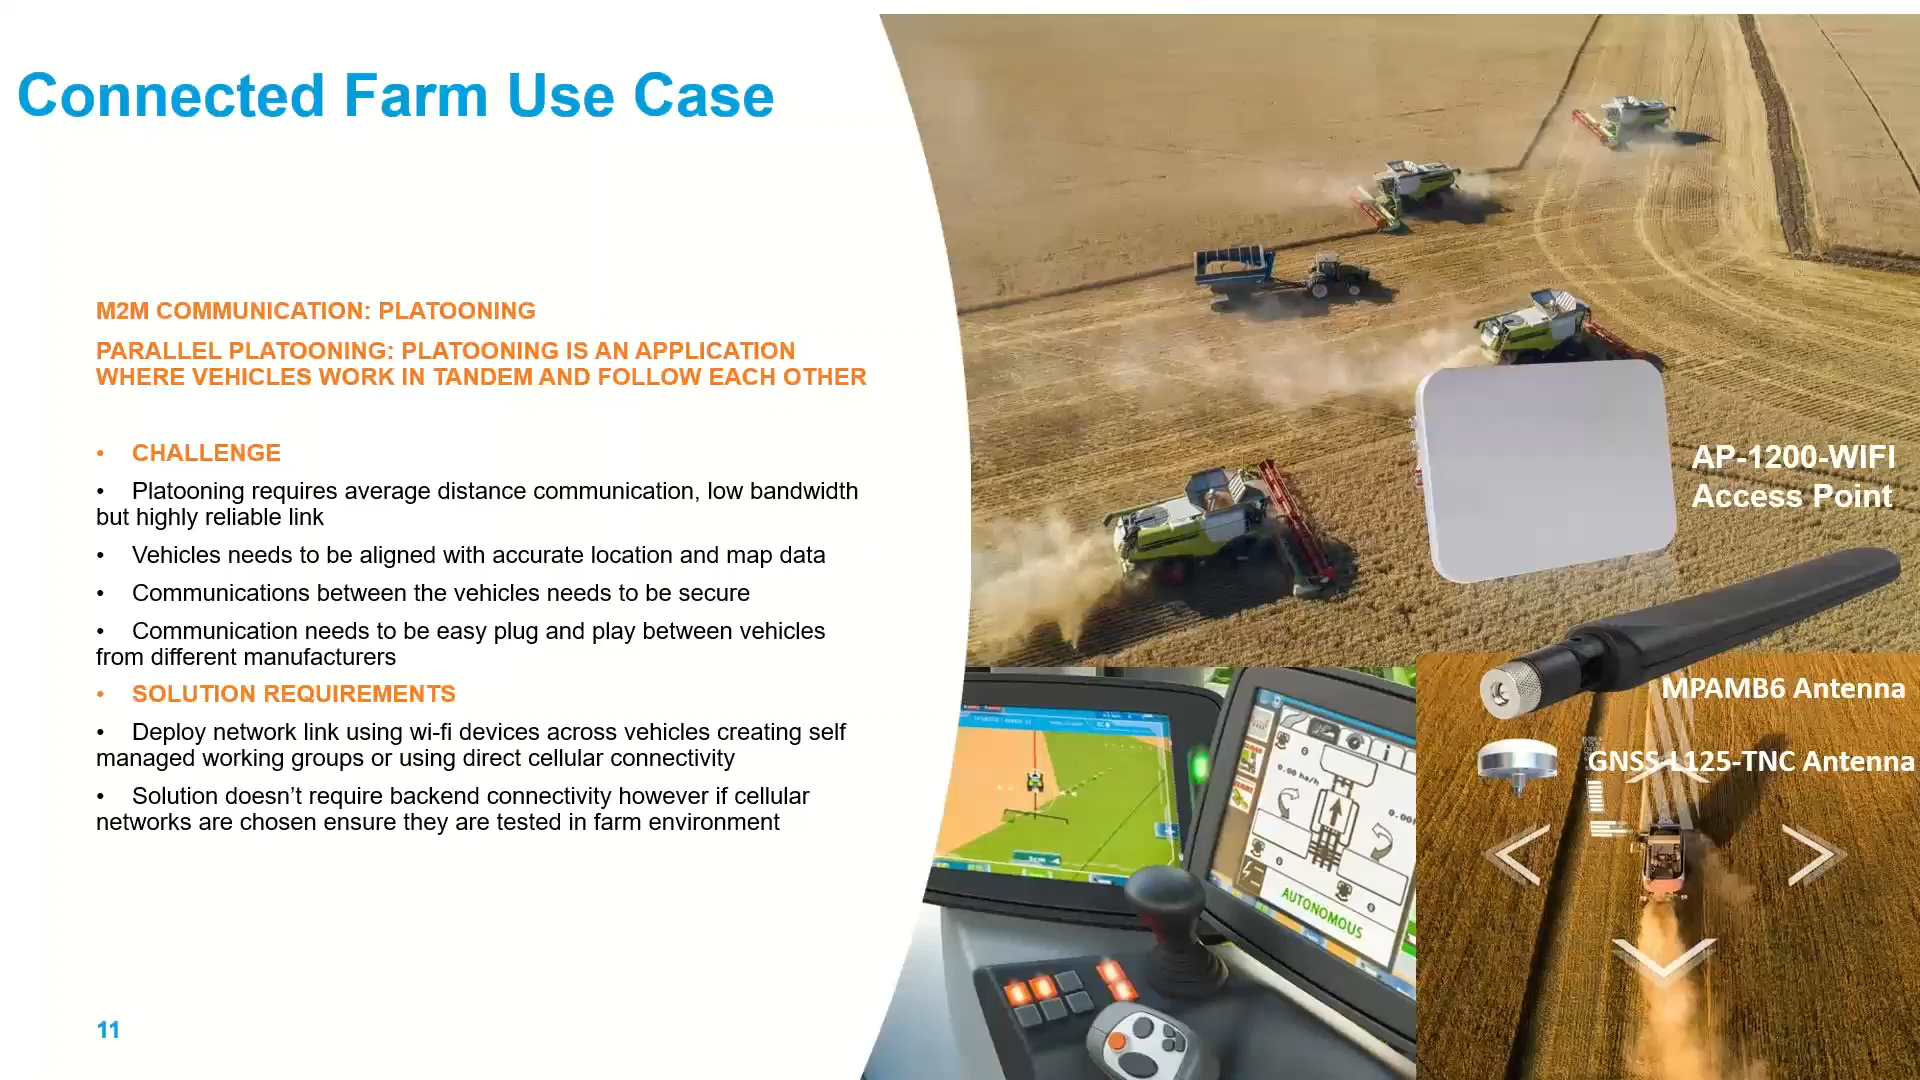 Connected Farm Use Case
M2M COMMUNICATION: PLATOONING
PARALLEL PLATOONING: PLATOONING IS AN APPLICATION
WHERE VEHICLES WORK IN TANDEM AND FOLLOW EACH OTHER
• CHALLENGE
• Platooning requires average distance communication, low bandwidth
but highly reliable link
• Vehicles needs to be aligned with accurate location and map data
• Communications between the vehicles needs to be secure
• Communication needs to be easy plug and play between vehicles
from different manufacturers
• SOLUTION REQUIREMENTS
• Deploy network link using wi-fi devices across vehicles creating self
managed working groups or using direct cellular connectivity
• Solution doesn’t require backend connectivity however if cellular
networks are chosen ensure they are tested in farm environment
11
AP-1200-WIFI
Access Point
MPAMB6 Antenna
GNSS-L125-TNC Antenna
0.00 ha/h
AUTONOMOUS